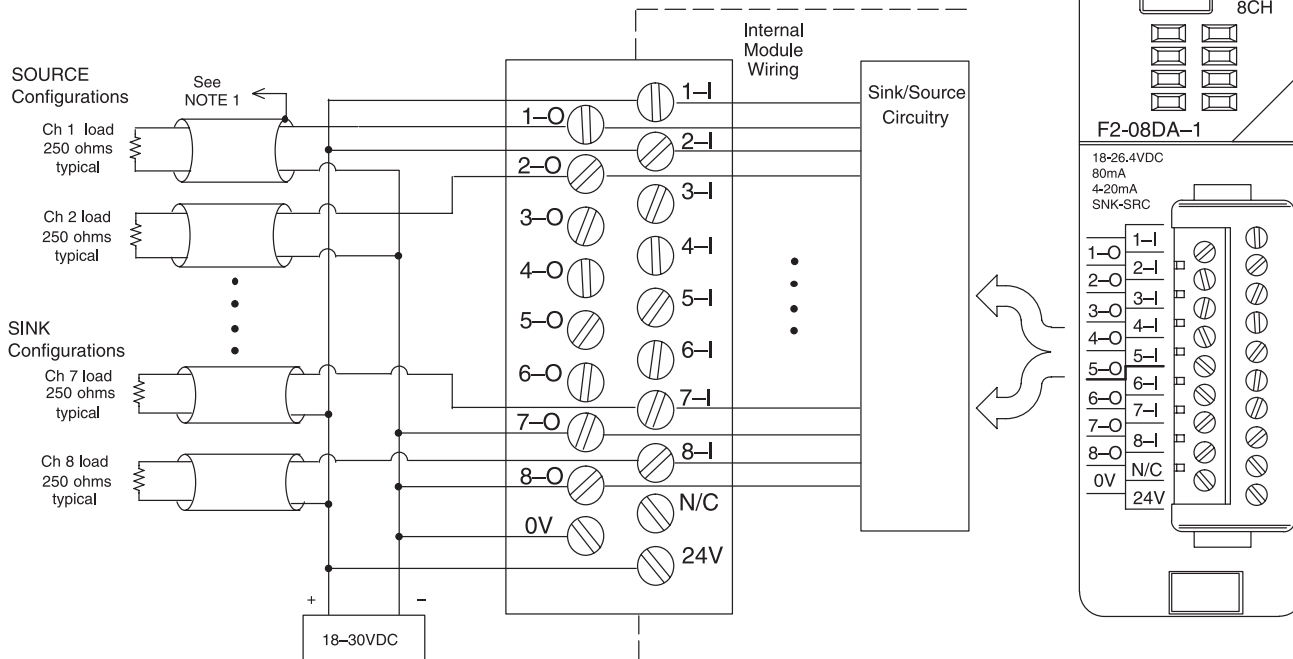 Internal
Module
Wiring
8CH
SOURCE
Configurations
See
NOTE 1
Ch 1 load
250 ohms
typical
Ch 2 load
250 ohms
typical
SINK
Configurations
Ch 7 load
250 ohms
typical
Ch 8 load
250 ohms
typical
+
–
18–30VDC
1–I
1–O
2–I
2–O
3–I
3–O
4–I
4–O
5–I
5–O
6–I
6–O
7–I
7–O
8–I
8–O
N/C
0V
24V
Sink/Source
Circuitry
F2-08DA–1
18-26.4VDC
80mA
4-20mA
SNK-SRC
1–I
1–O
2–I
2–O
3–I
3–O
4–I
4–O
5–I
5–O
6–I
6–O
7–I
7–O
8–I
8–O
N/C
0V
24V